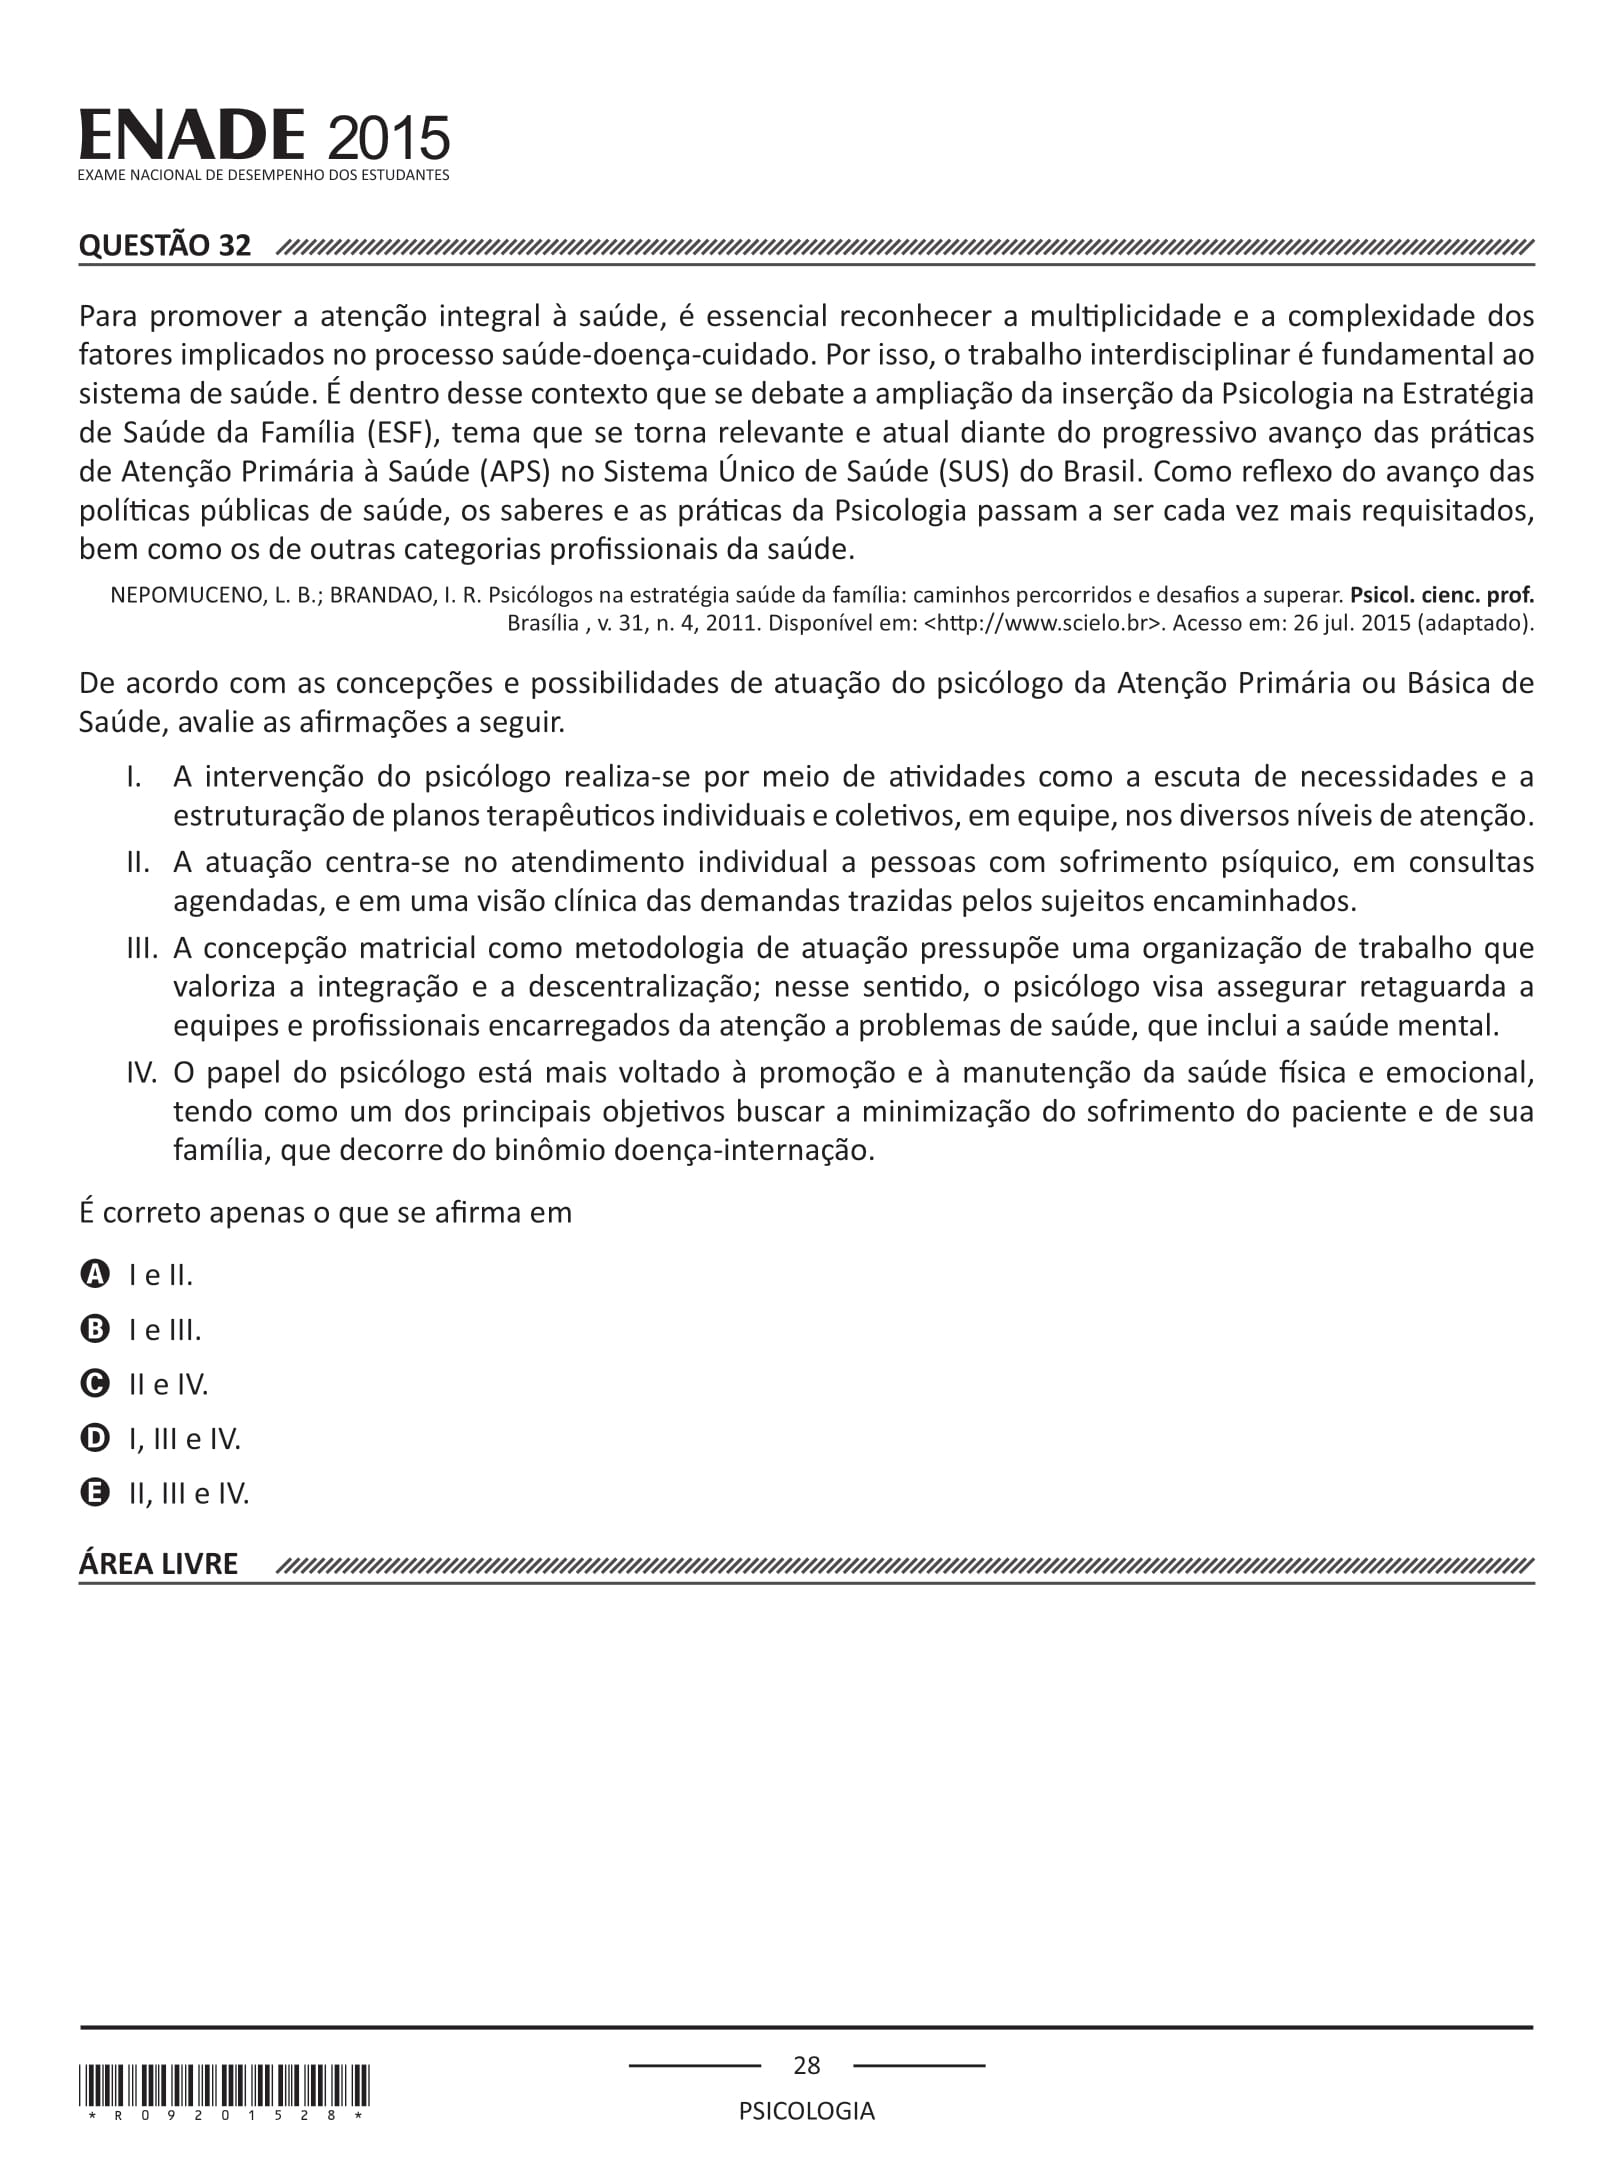 ENADE 2015
EXAME NACIONAL DE DESEMPENHO DOS ESTUDANTES
QUESTÃO 32
Para promover a atenção integral à saúde, é essencial reconhecer a multiplicidade e a complexidade dos
fatores implicados no processo saúde-doença-cuidado. Por isso, o trabalho interdisciplinar é fundamental ao
sistema de saúde. É dentro desse contexto que se debate a ampliação da inserção da Psicologia na Estratégia
de Saúde da Família (ESF), tema que se torna relevante e atual diante do progressivo avanço das práticas
de Atenção Primária à Saúde (APS) no Sistema Único de Saúde (SUS) do Brasil. Como reflexo do avanço das
políticas públicas de saúde, os saberes e as práticas da Psicologia passam a ser cada vez mais requisitados,
bem como os de outras categorias profissionais da saúde.
NEPOMUCENO, L. B.; BRANDAO, I. R. Psicólogos na estratégia saúde da família: caminhos percorridos e desafios a superar. Psicol. cienc. prof.
Brasília , v. 31, n. 4, 2011. Disponível em: <http://www.scielo.br>. Acesso em: 26 jul. 2015 (adaptado).
De acordo com as concepções e possibilidades de atuação do psicólogo da Atenção Primária ou Básica de
Saúde, avalie as afirmações a seguir.
I. A intervenção do psicólogo realiza-se por meio de atividades como a escuta de necessidades e a
estruturação de planos terapêuticos individuais e coletivos, em equipe, nos diversos níveis de atenção.
II. A atuação centra-se no atendimento individual a pessoas com sofrimento psíquico, em consultas
agendadas, e em uma visão clínica das demandas trazidas pelos sujeitos encaminhados.
III. A concepção matricial como metodologia de atuação pressupõe uma organização de trabalho que
valoriza a integração e a descentralização; nesse sentido, o psicólogo visa assegurar retaguarda a
equipes e profissionais encarregados da atenção a problemas de saúde, que inclui a saúde mental.
IV. O papel do psicólogo está mais voltado à promoção e à manutenção da saúde física e emocional,
tendo como um dos principais objetivos buscar a minimização do sofrimento do paciente e de sua
família, que decorre do binômio doença-internação.
É correto apenas o que se afirma em
A I e II.
B I e III.
C II e IV.
D I, III e IV.
E II, III e IV.
ÁREA LIVRE
28
PSICOLOGIA
*R09201528*